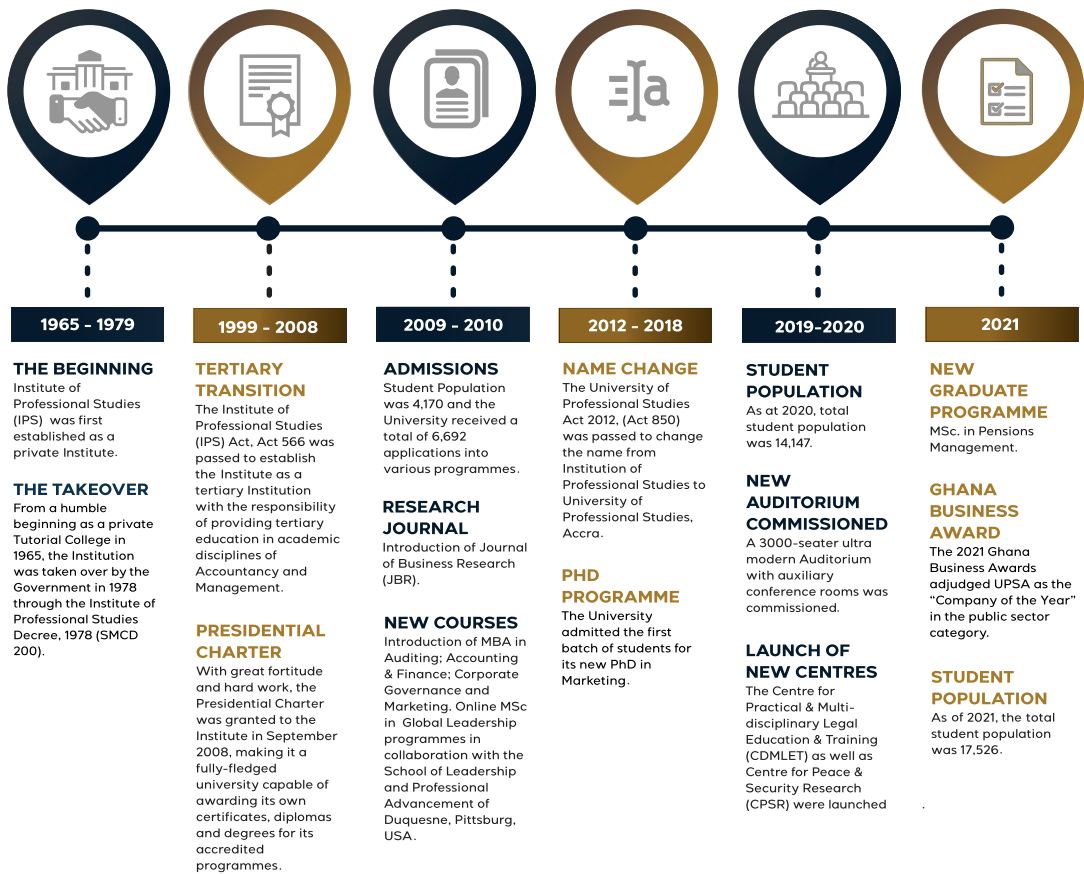 1965 - 1979
THE BEGINNING
Institute of
Professional Studies
(IPS) was first
established as a
private Institute.
THE TAKEOVER
From a humble
beginning as a private
Tutorial College in
1965, the Institution
was taken over by the
Government in 1978
through the Institute of
Professional Studies
Decree, 1978 (SMCD
200).
1999 - 2008
TERTIARY
TRANSITION
The Institute of
Professional Studies
(IPS) Act, Act 566 was
passed to establish
the Institute as a
tertiary Institution
with the responsibility
of providing tertiary
education in academic
disciplines of
Accountancy and
Management.
PRESIDENTIAL
CHARTER
With great fortitude
and hard work, the
Presidential Charter
was granted to the
Institute in September
2008, making it a
fully-fledged
university capable of
awarding its own
certificates, diplomas
and degrees for its
accredited
programmes.
2009 - 2010
ADMISSIONS
Student Population
was 4,170 and the
University received a
total of 6,692
applications into
various programmes.
RESEARCH
JOURNAL
Introduction of Journal
of Business Research
(JBR).
NEW COURSES
Introduction of MBA in
Auditing; Accounting
& Finance; Corporate
Governance and
Marketing. Online MSc
in Global Leadership
programmes in
collaboration with the
School of Leadership
and Professional
Advancement of
Duquesne, Pittsburg,
USA.
a
2012 - 2018
NAME CHANGE
The University of
Professional Studies
Act 2012, (Act 850)
was passed to change
the name from
Institution of
Professional Studies to
University of
Professional Studies,
Accra.
PHD
PROGRAMME
The University
admitted the first
batch of students for
its new PhD in
Marketing.
2019-2020
STUDENT
POPULATION
As at 2020, total
student population
was 14,147.
NEW
AUDITORIUM
COMMISSIONED
A 3000-seater ultra
modern Auditorium
with auxiliary
conference rooms was
commissioned.
LAUNCH OF
NEW CENTRES
The Centre for
Practical & Multi-
disciplinary Legal
Education & Training
(CDMLET) as well as
Centre for Peace &
Security Research
(CPSR) were launched
2021
NEW
GRADUATE
PROGRAMME
MSc. in Pensions
Management.
GHANA
BUSINESS
AWARD
The 2021 Ghana
Business Awards
adjudged UPSA as the
“Company of the Year”
in the public sector
category.
STUDENT
POPULATION
As of 2021, the total
student population
was 17,526.
.